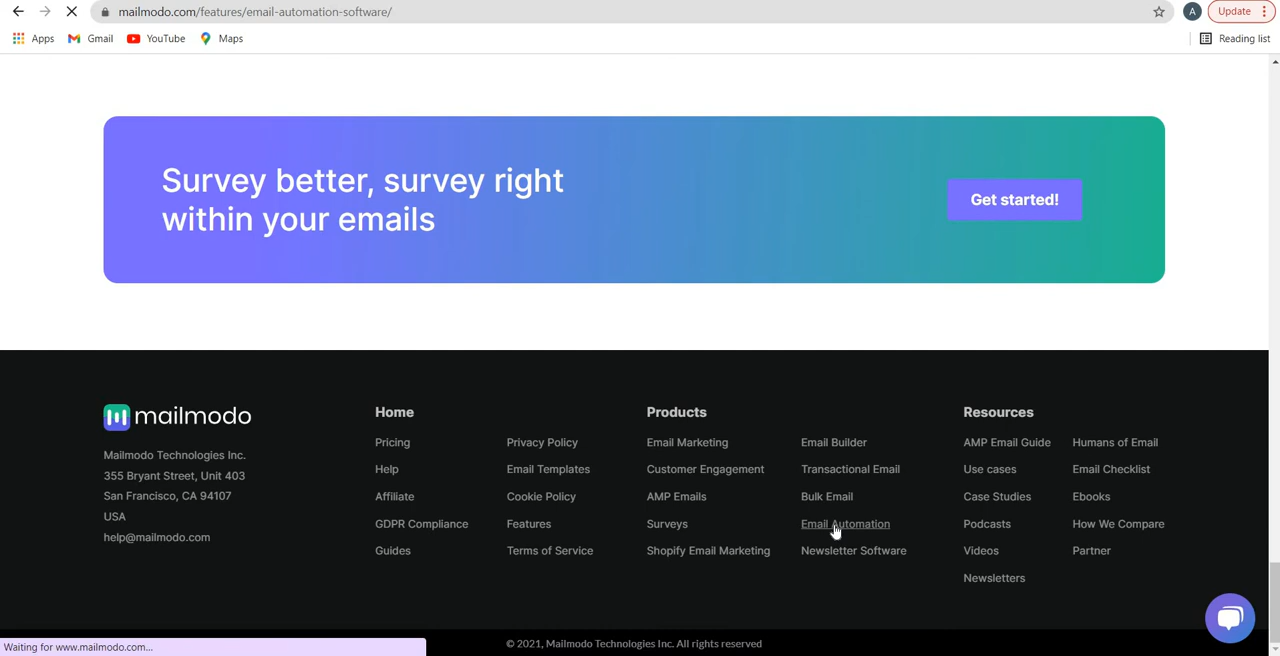 mailmodo.com/features/email-automation-software/
A
Update
Apps
Gmail
YouTube
Maps
Reading list
Survey better, survey right
within your emails
Get started!
mailmodo
Mailmodo Technologies Inc.
355 Bryant Street, Unit 403
San Francisco, CA 94107
USA
help@mailmodo.com
Home
Pricing
Help
Affiliate
GDPR Compliance
Guides
Privacy Policy
Email Templates
Cookie Policy
Features
Terms of Service
Products
Email Marketing
Customer Engagement
AMP Emails
Surveys
Shopify Email Marketing
Email Builder
Transactional Email
Bulk Email
Email Automation
Newsletter Software
Resources
AMP Email Guide
Use cases
Case Studies
Podcasts
Videos
Newsletters
Humans of Email
Email Checklist
Ebooks
How We Compare
Partner
Waiting for www.mailmodo.com...
© 2021, Mailmodo Technologies Inc. All rights reserved